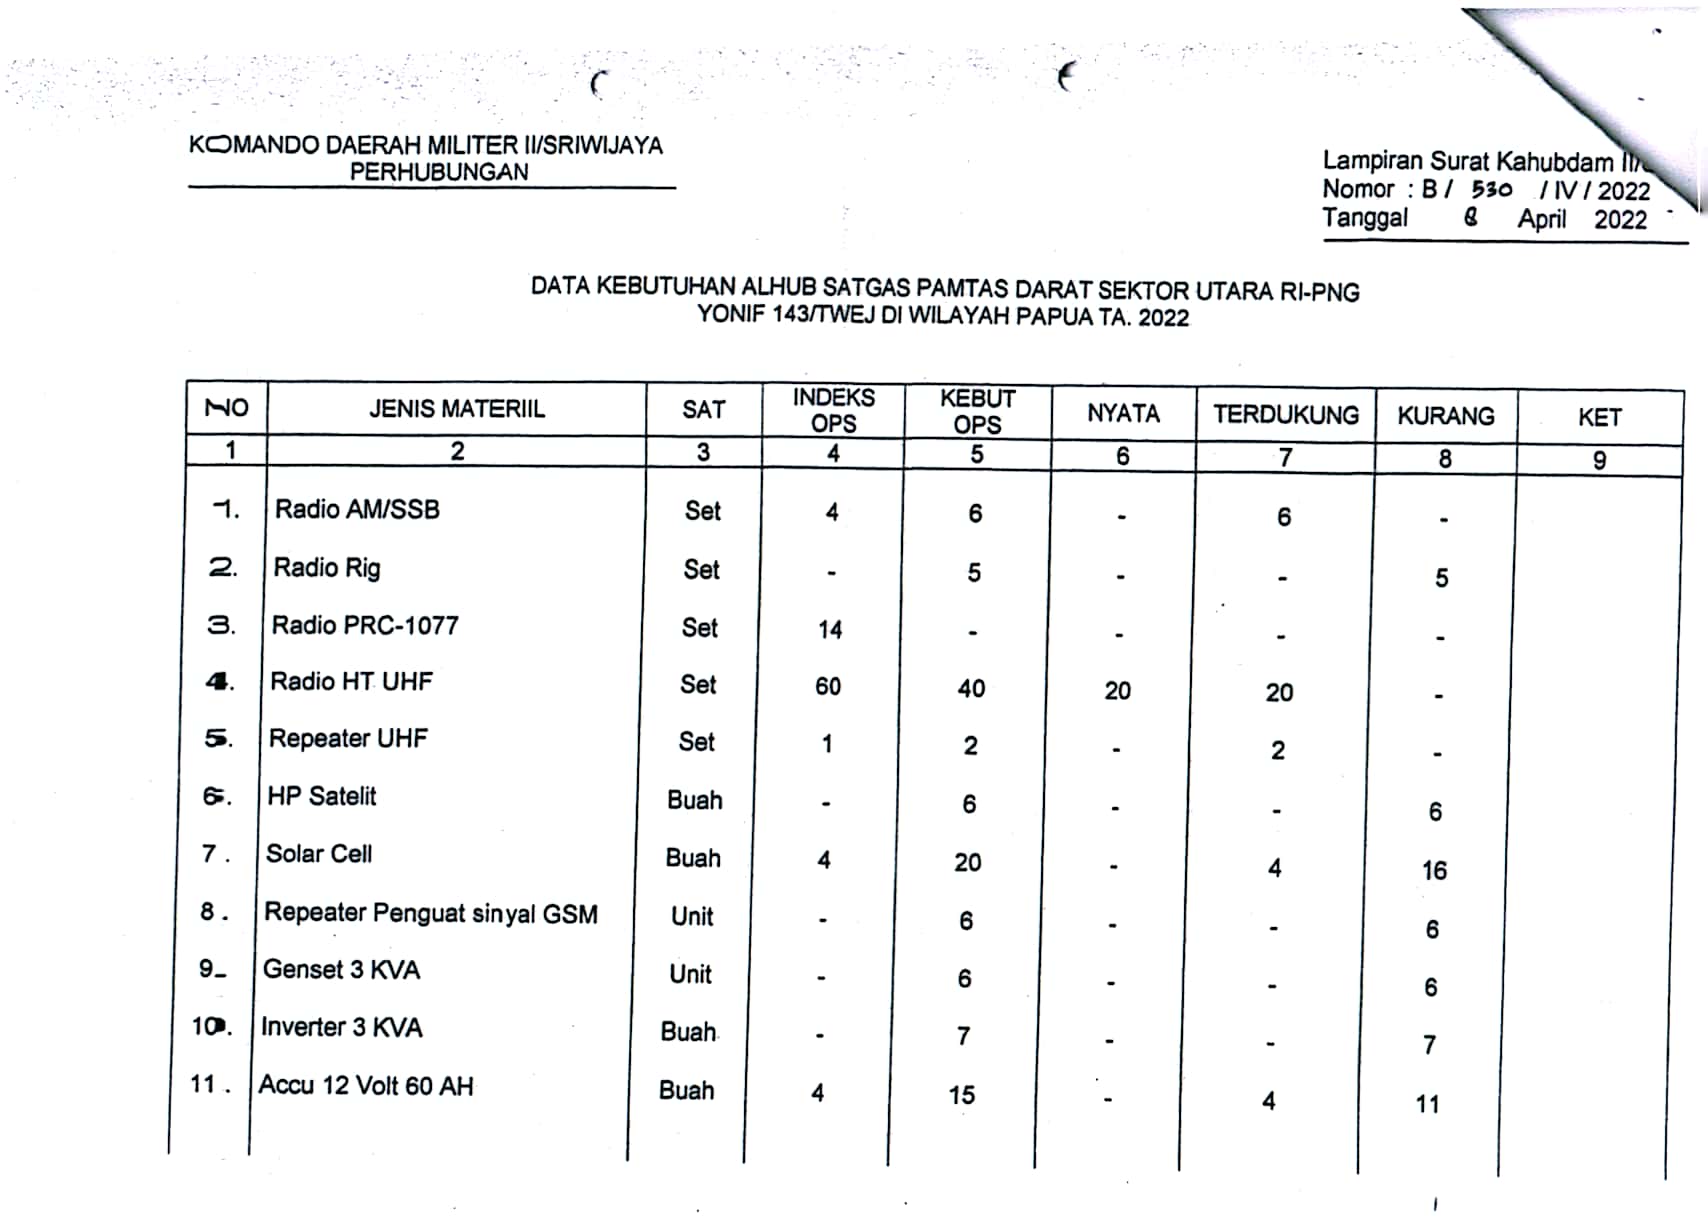 KOMANDO DAERAH MILITER II/SRIWIJAYA
PERHUBUNGAN
Lampiran Surat Kahubdam
Nomor : B / 530 / IV / 2022
Tanggal 8 April 2022
DATA KEBUTUHAN ALHUB SATGAS PAMTAS DARAT SEKTOR UTARA RI-PNG
YONIF 143/TWEJ DI WILAYAH PAPUA TA. 2022
NO JENIS MATERIIL SAT INDEKS OPS KEBUT OPS NYATA TERDUKUNG KURANG KET
1 2 3 4 5 6 7 8 9
1. Radio AM/SSB Set 4 6 - 6 -
2. Radio Rig Set - 5 - - 5
3. Radio PRC-1077 Set 14 - - - -
4. Radio HT UHF Set 60 40 20 20 -
5. Repeater UHF Set 1 2 - 2 -
6. HP Satelit Buah - 6 - - 6
7. Solar Cell Buah 4 20 - 4 16
8. Repeater Penguat sinyal GSM Unit - 6 - - 6
9. Genset 3 KVA Unit - 6 - - 6
10. Inverter 3 KVA Buah - 7 - - 7
11. Accu 12 Volt 60 AH Buah 4 15 - 4 11